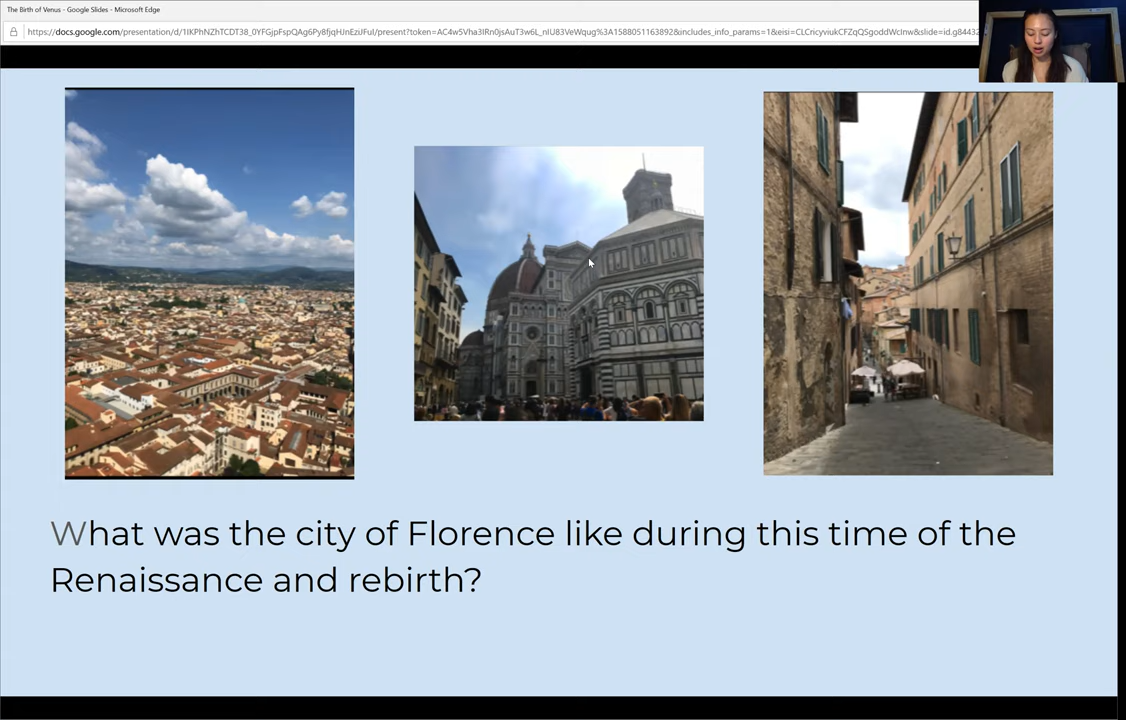 The Birth of Venus - Google Slides - Microsoft Edge
What was the city of Florence like during this time of the
Renaissance and rebirth?